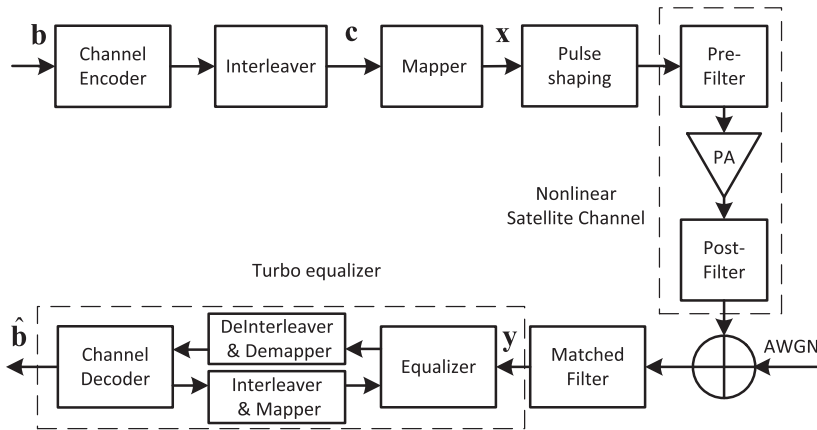 b
Channel
Encoder
Interleaver
c
Mapper
x
Pulse
shaping
Pre-
Filter
PA
Nonlinear
Satellite Channel
Post-
Filter
AWGN
Matched
Filter
y
Turbo equalizer
Equalizer
DeInterleaver
& Demapper
Interleaver
& Mapper
Channel
Decoder
b̂